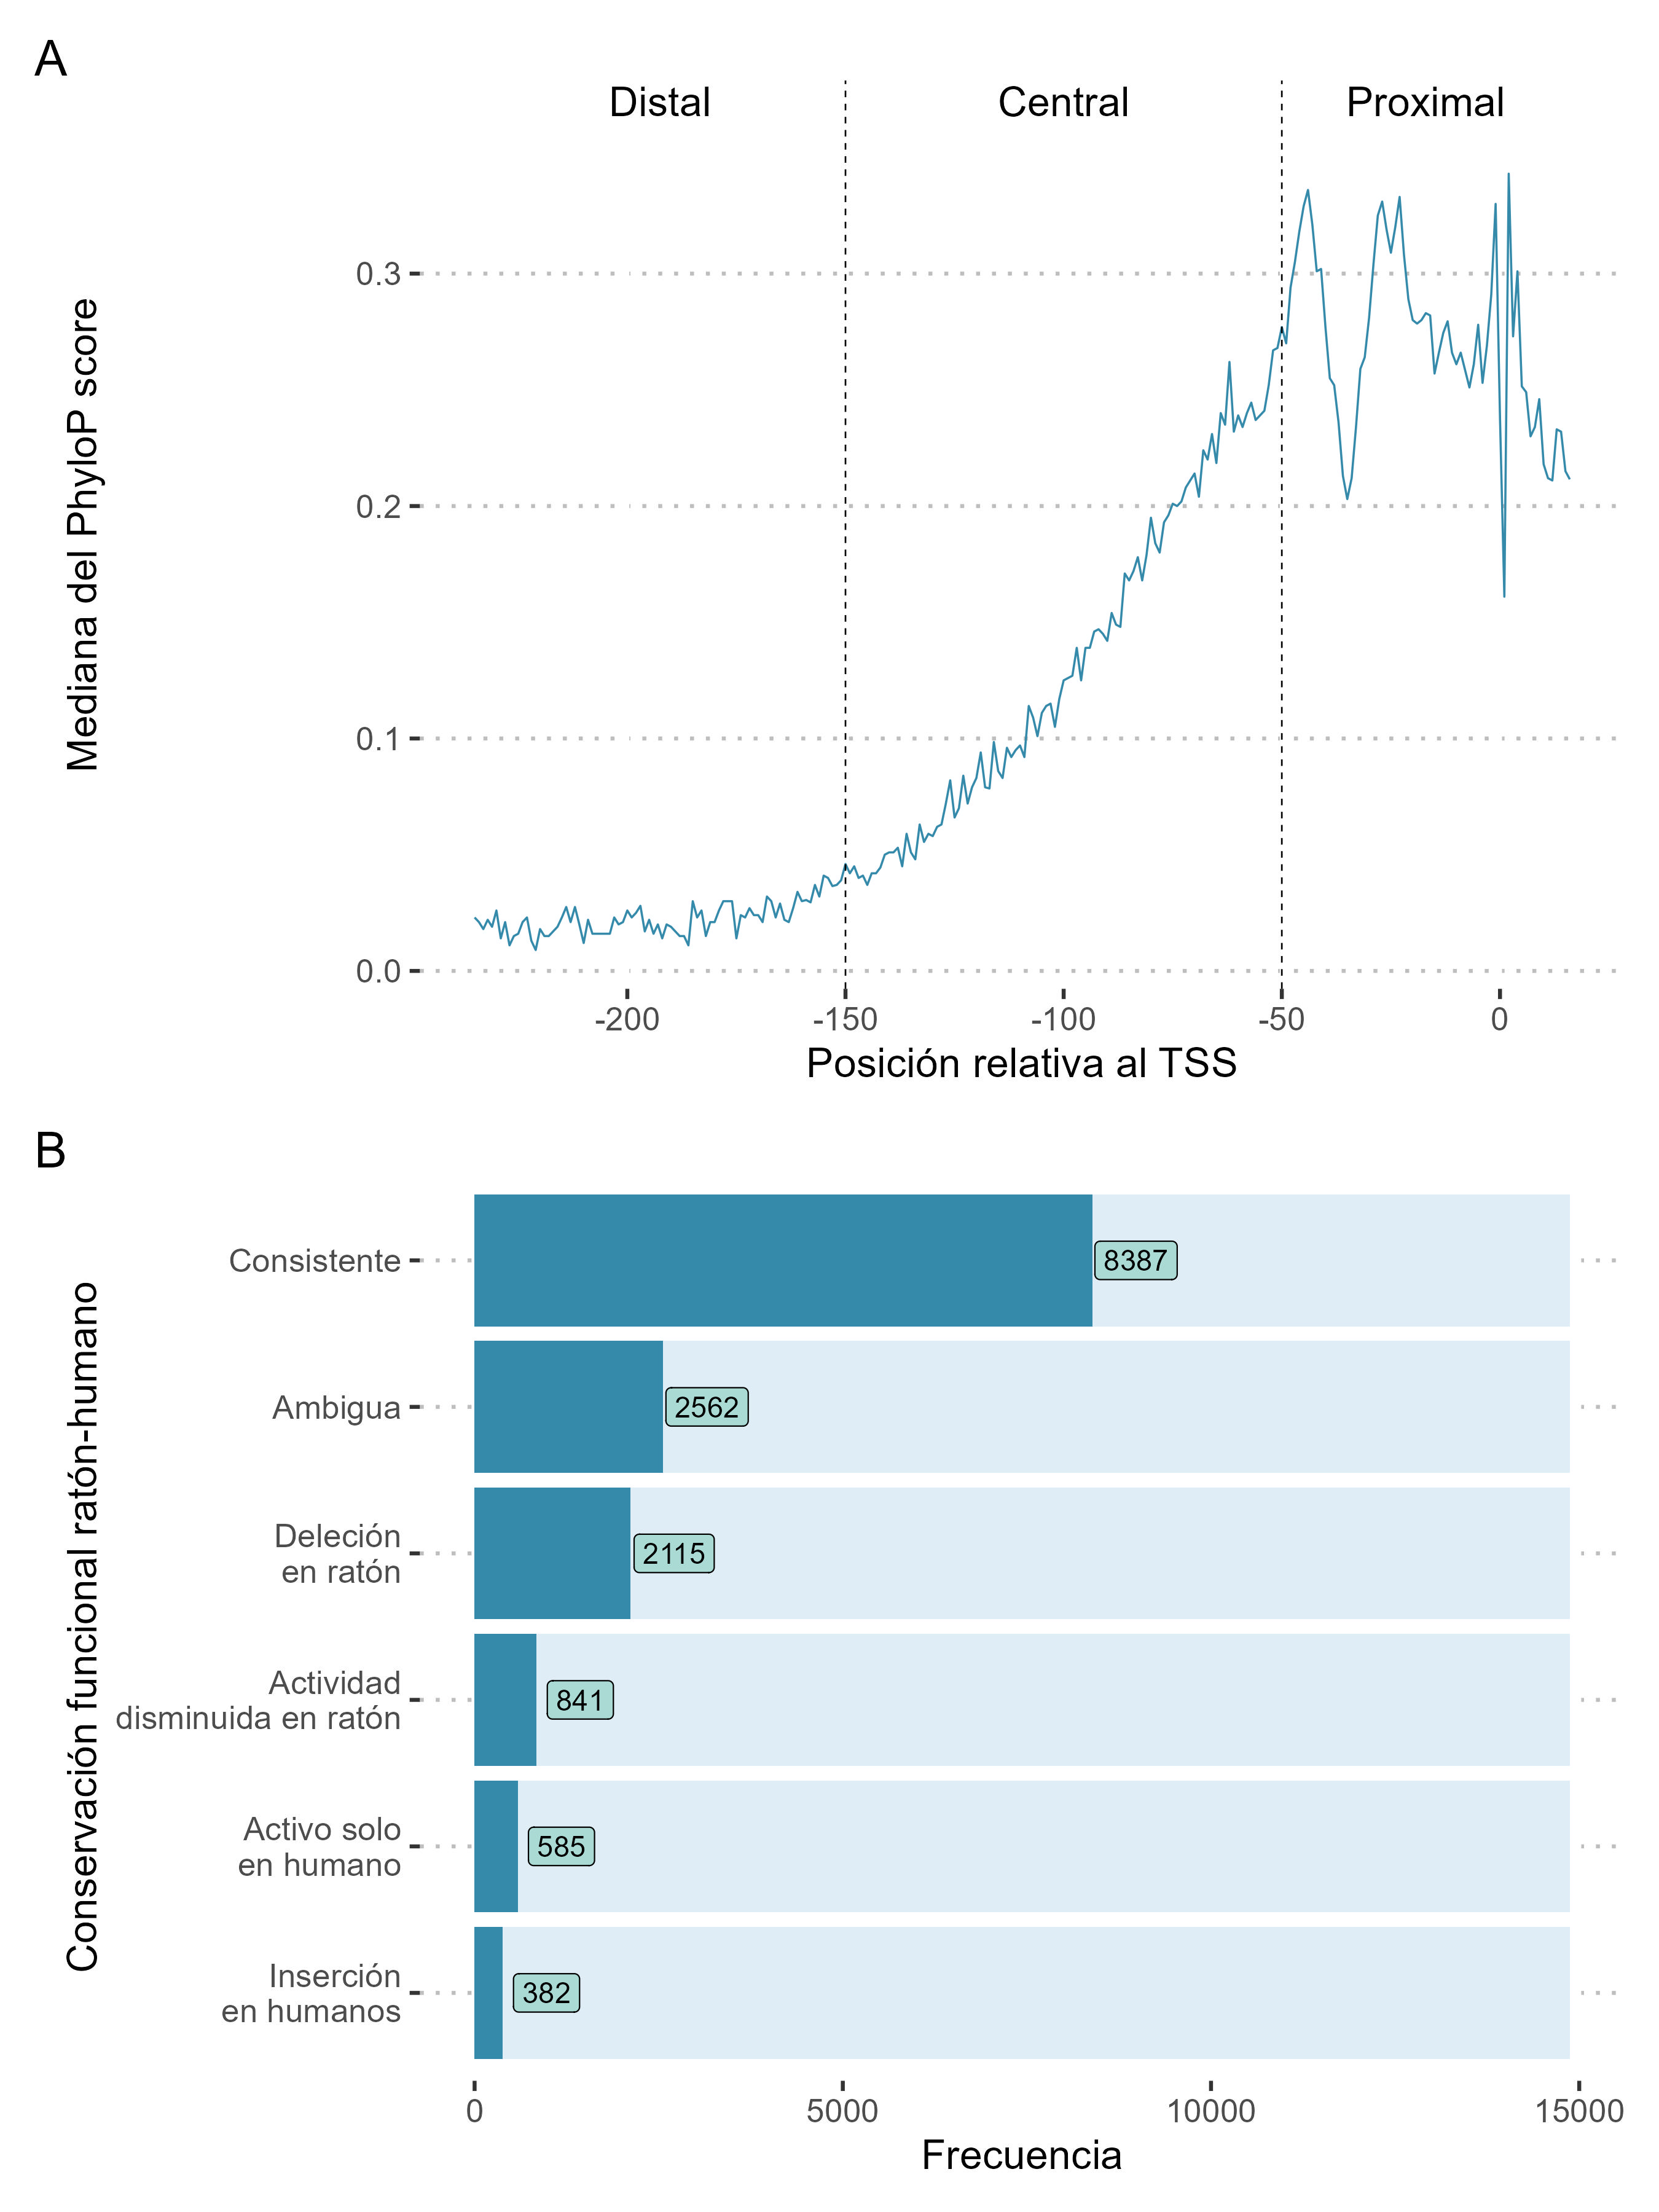 A
Distal
Central
Proximal
Mediana del PhyloP score
0.3
0.2
0.1
0.0
-200
-150
-100
-50
0
Posición relativa al TSS
B
Conservación funcional ratón-humano
Consistente
8387
Ambigua
2562
Deleción
en ratón
2115
Actividad
disminuida en ratón
841
Activo solo
en humano
585
Inserción
en humanos
382
0
5000
10000
15000
Frecuencia